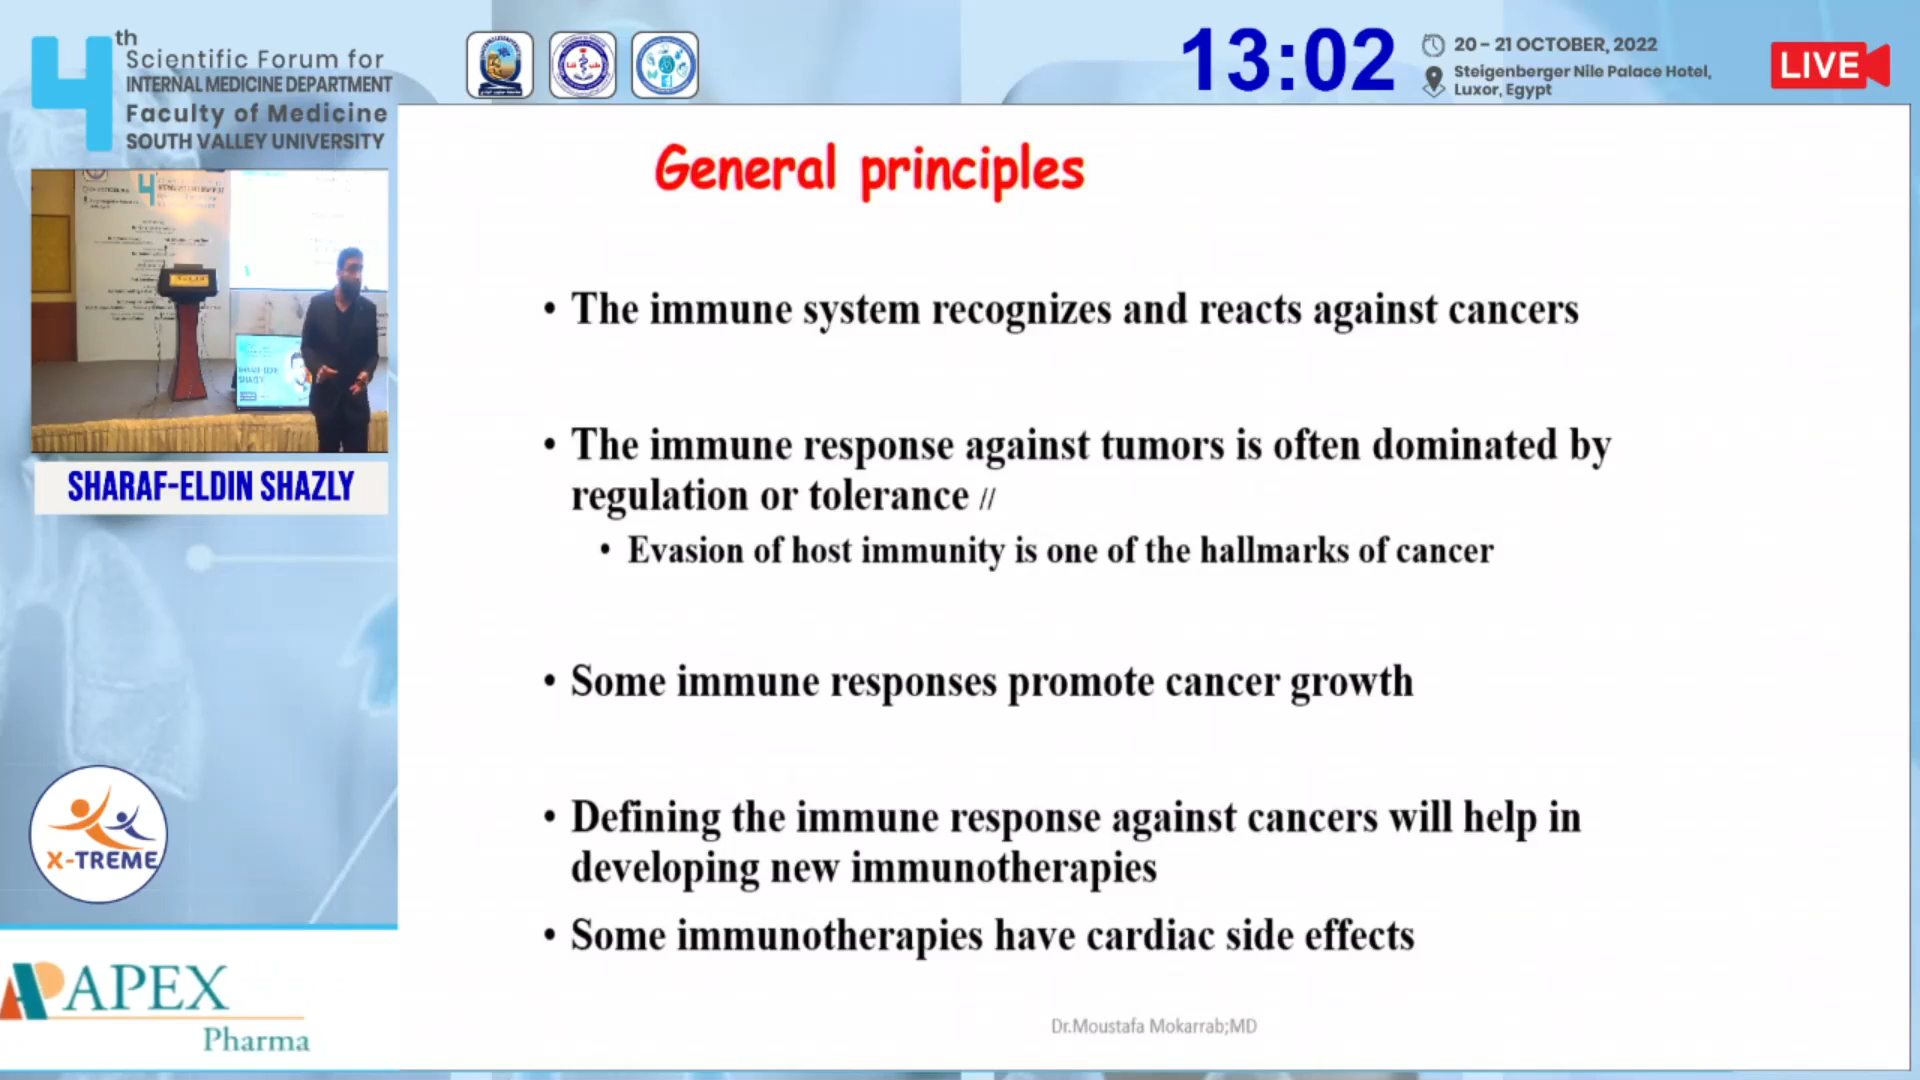 4th
Scientific Forum for
INTERNAL MEDICINE DEPARTMENT
Faculty of Medicine
SOUTH VALLEY UNIVERSITY
13:02
20 – 21 OCTOBER, 2022
Steigenberger Nile Palace Hotel,
Luxor, Egypt
LIVE
SHARAF-ELDIN SHAZLY
X-TREME
APEX
Pharma
General principles
• The immune system recognizes and reacts against cancers
• The immune response against tumors is often dominated by
regulation or tolerance //
• Evasion of host immunity is one of the hallmarks of cancer
• Some immune responses promote cancer growth
• Defining the immune response against cancers will help in
developing new immunotherapies
• Some immunotherapies have cardiac side effects
Dr.Moustafa Mokarrab;MD